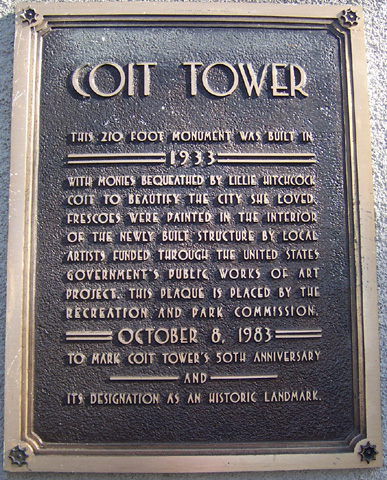 COIT TOWER
THIS 210 FOOT MONUMENT WAS BUILT IN
1933
WITH MONIES BEQUEATHED BY LILLIE HITCHCOCK
COIT TO BEAUTIFY THE CITY SHE LOVED.
FRESCOES WERE PAINTED IN THE INTERIOR
OF THE NEWLY BUILT STRUCTURE BY LOCAL
ARTISTS FUNDED THROUGH THE UNITED STATES
GOVERNMENT'S PUBLIC WORKS OF ART
PROJECT. THIS PLAQUE IS PLACED BY THE
RECREATION AND PARK COMMISSION,
OCTOBER 8, 1983
TO MARK COIT TOWER'S 50TH ANNIVERSARY
AND
ITS DESIGNATION AS AN HISTORIC LANDMARK.